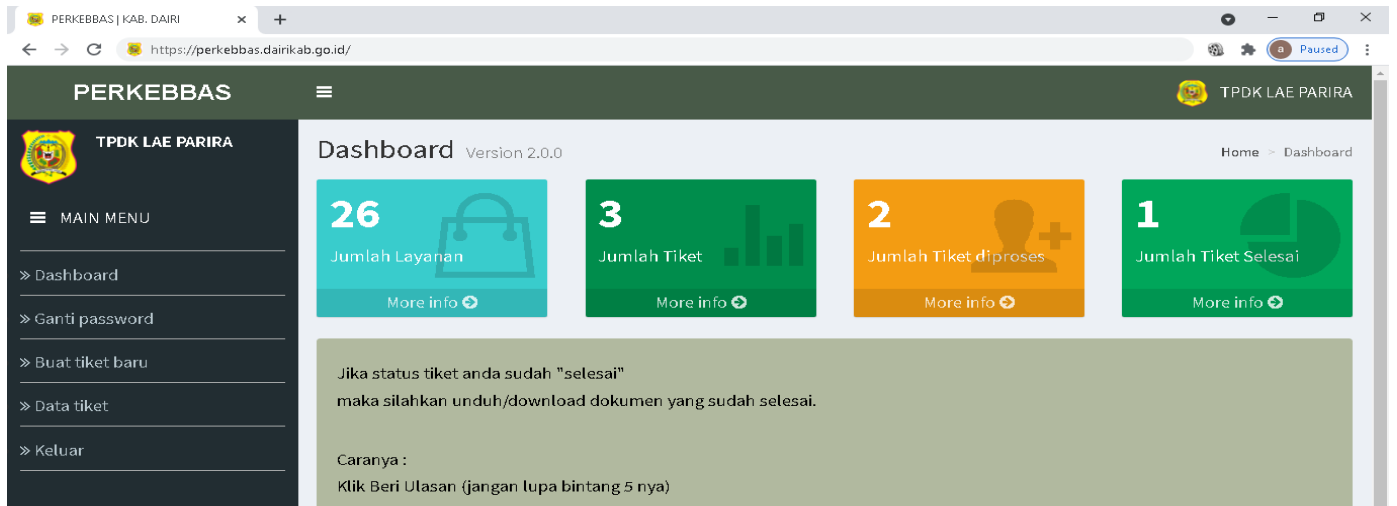 PERKEBBAS | KAB. DAIRI
https://perkebbas.dairikab.go.id/
a Paused
PERKEBBAS
TPDK LAE PARIRA
TPDK LAE PARIRA
MAIN MENU
» Dashboard
» Ganti password
» Buat tiket baru
» Data tiket
» Keluar
Dashboard Version 2.0.0
Home > Dashboard
26
Jumlah Layanan
More info
3
Jumlah Tiket
More info
2
Jumlah Tiket diproses
More info
1
Jumlah Tiket Selesai
More info
Jika status tiket anda sudah "selesai"
maka silahkan unduh/download dokumen yang sudah selesai.
Caranya :
Klik Beri Ulasan (jangan lupa bintang 5 nya)